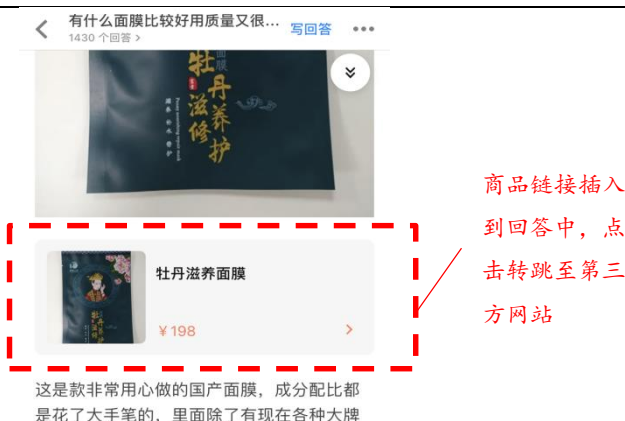 有什么面膜比较好用质量又很...
写回答
1430 个回答 >
面膜
牡丹养护
滋修
牡丹滋养面膜
¥198
商品链接插入
到回答中，点
击转跳至第三
方网站
这是款非常用心做的国产面膜，成分配比都
是花了大手笔的，里面除了有现在各种大牌